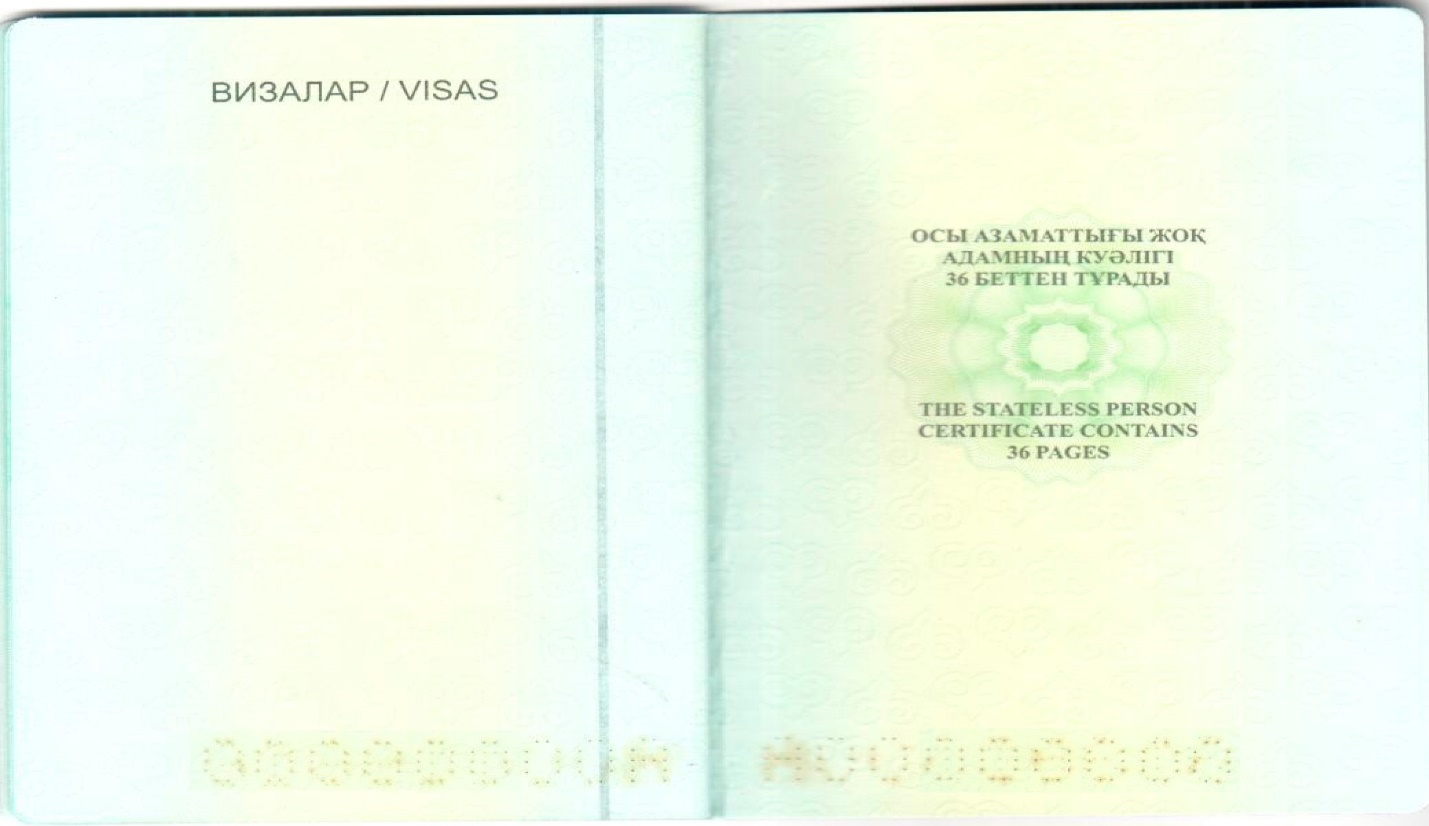 ВИЗАЛАР / VISAS
ОСЫ АЗАМАТТЫҒЫ ЖОҚ
АДАМНЫҢ КУӘЛІГІ
36 БЕТТЕН ТҰРАДЫ
THE STATELESS PERSON
CERTIFICATE CONTAINS
36 PAGES